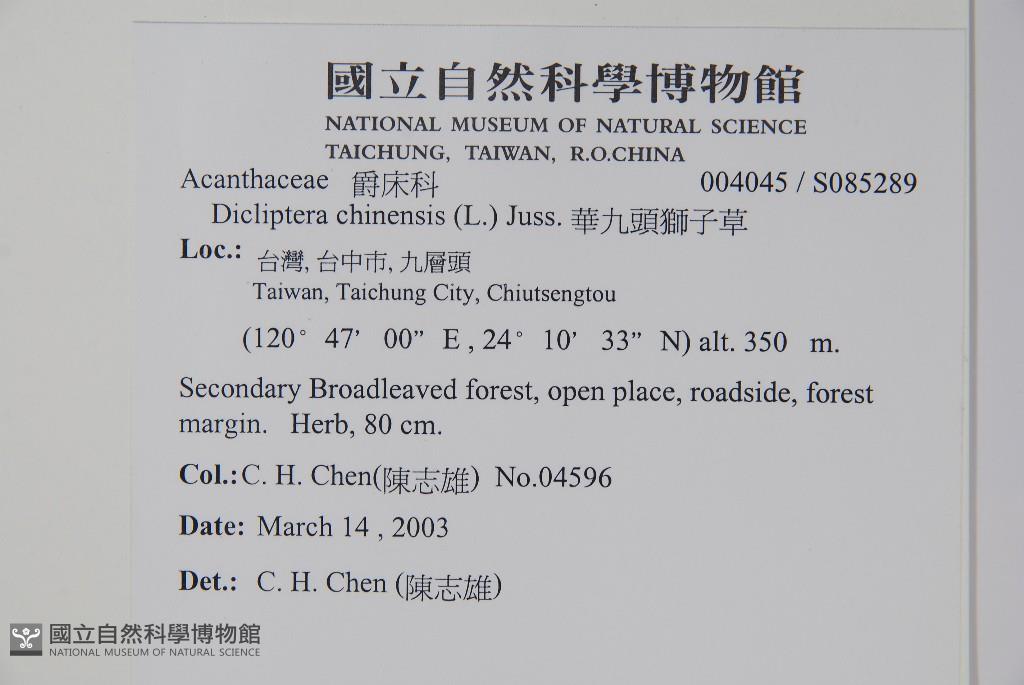 國立自然科學博物館
NATIONAL MUSEUM OF NATURAL SCIENCE
TAICHUNG, TAIWAN, R.O.CHINA
Acanthaceae 爵床科 004045 / S085289
Dicliptera chinensis (L.) Juss. 華九頭獅子草
Loc.: 台灣, 台中市, 九層頭
Taiwan, Taichung City, Chiutsengtou
(120° 47’ 00” E , 24° 10’ 33” N) alt. 350 m.
Secondary Broadleaved forest, open place, roadside, forest
margin. Herb, 80 cm.
Col.: C. H. Chen(陳志雄) No.04596
Date: March 14 , 2003
Det.: C. H. Chen (陳志雄)
國立自然科學博物館
NATIONAL MUSEUM OF NATURAL SCIENCE